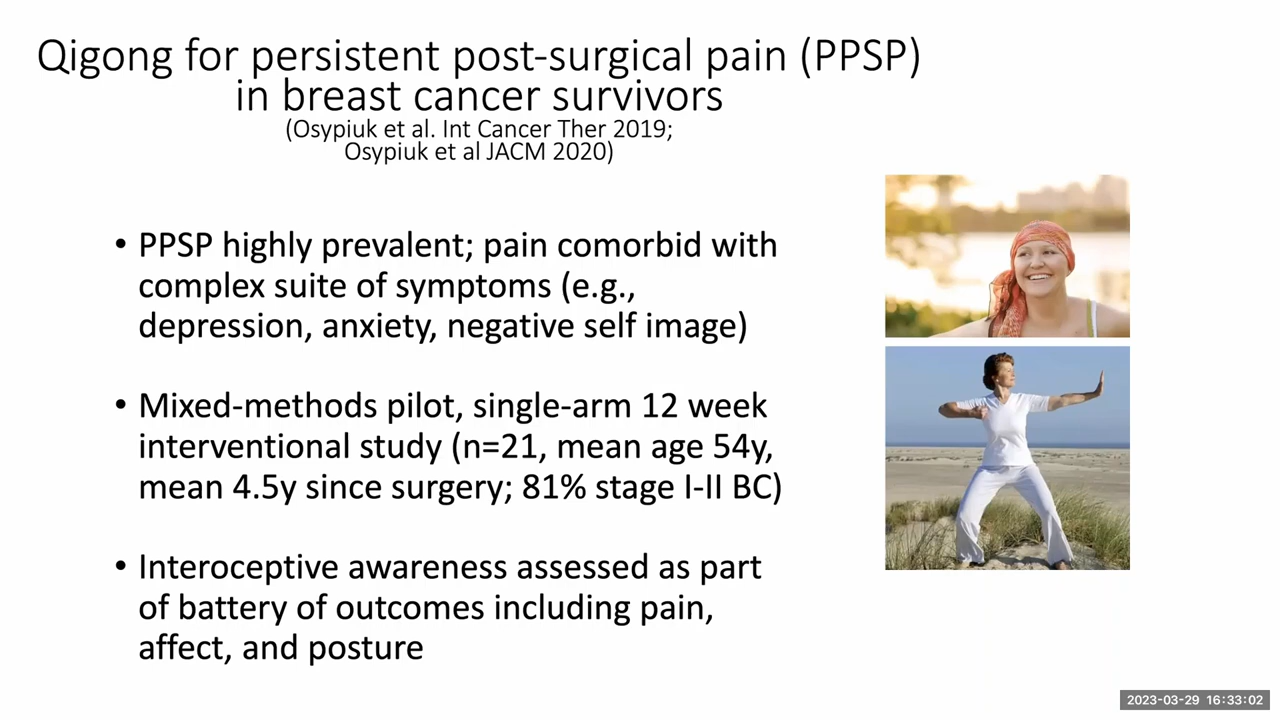 Qigong for persistent post-surgical pain (PPSP)
in breast cancer survivors
(Osypiuk et al. Int Cancer Ther 2019;
Osypiuk et al JACM 2020)
• PPSP highly prevalent; pain comorbid with
complex suite of symptoms (e.g.,
depression, anxiety, negative self image)
• Mixed-methods pilot, single-arm 12 week
interventional study (n=21, mean age 54y,
mean 4.5y since surgery; 81% stage I-II BC)
• Interoceptive awareness assessed as part
of battery of outcomes including pain,
affect, and posture
2023-03-29 16:33:02